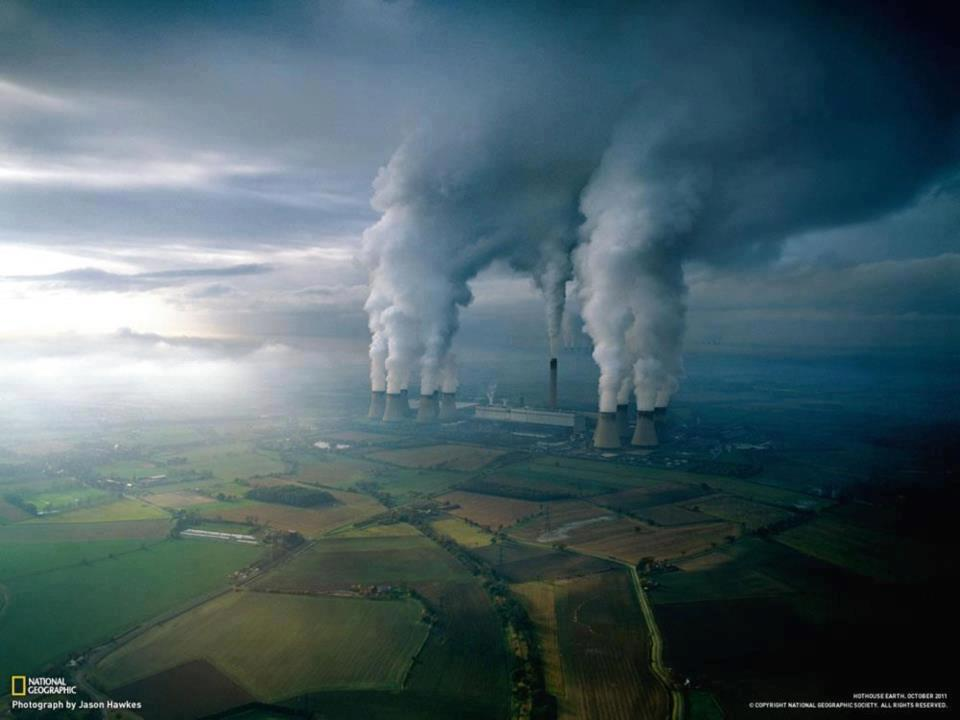 NATIONAL
GEOGRAPHIC
Photograph by Jason Hawkes
HOTHOUSE EARTH, OCTOBER 2011
© COPYRIGHT NATIONAL GEOGRAPHIC SOCIETY. ALL RIGHTS RESERVED.